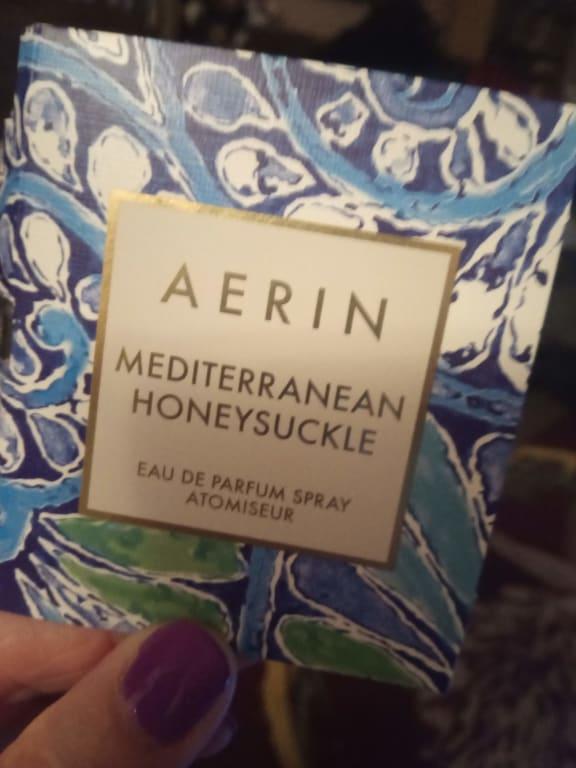 AERIN
MEDITERRANEAN
HONEYSUCKLE
EAU DE PARFUM SPRAY
ATOMISEUR